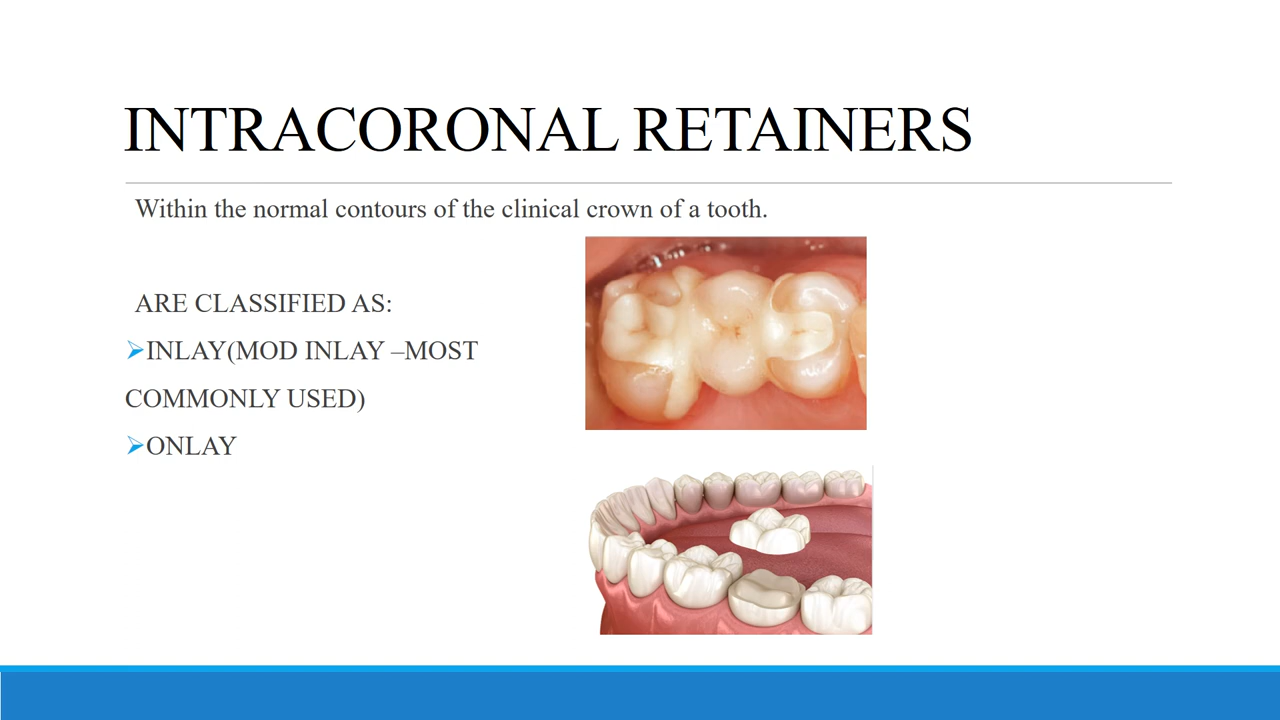 INTRACORONAL RETAINERS
Within the normal contours of the clinical crown of a tooth.
ARE CLASSIFIED AS:
➢INLAY(MOD INLAY –MOST
COMMONLY USED)
➢ONLAY